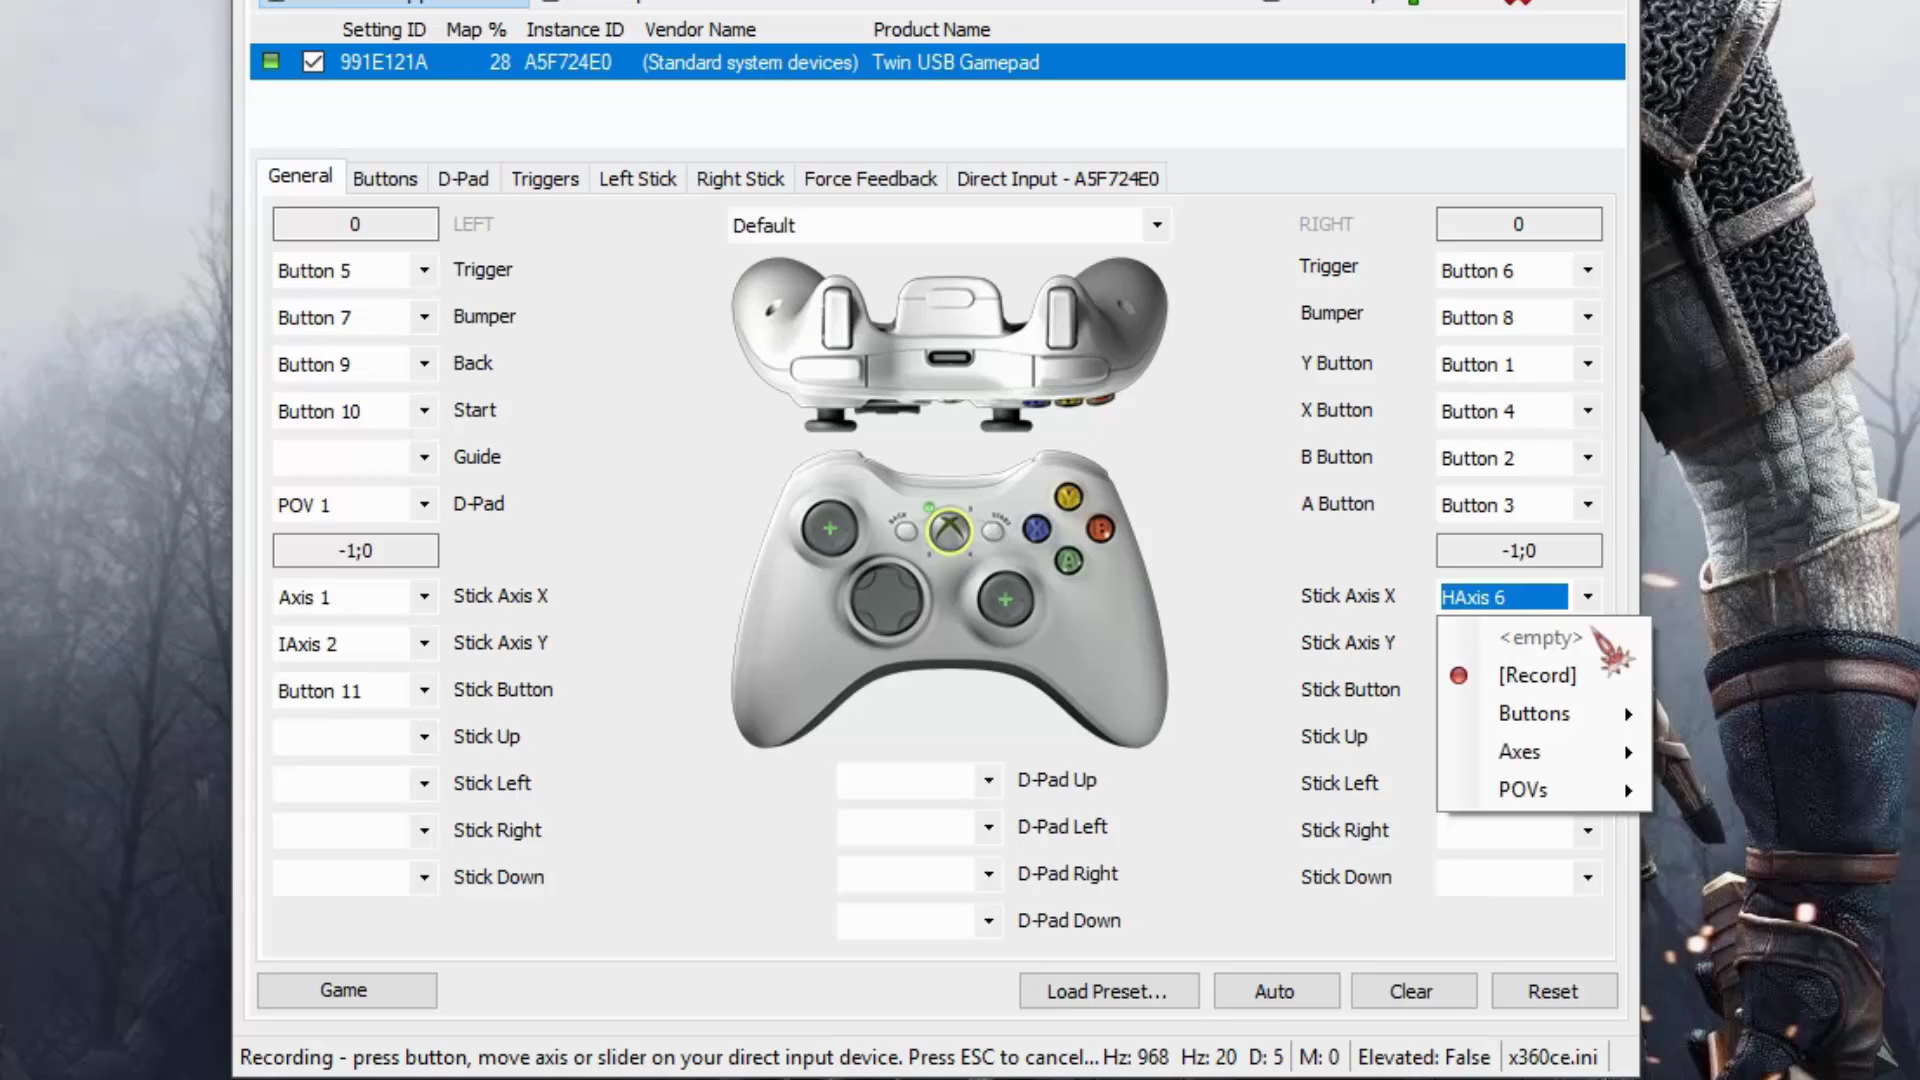 Setting ID Map % Instance ID Vendor Name Product Name
991E121A 28 A5F724E0 (Standard system devices) Twin USB Gamepad
General Buttons D-Pad Triggers Left Stick Right Stick Force Feedback Direct Input - A5F724E0
0 LEFT Default RIGHT 0
Button 5 Trigger Trigger Button 6
Button 7 Bumper Bumper Button 8
Button 9 Back Y Button Button 1
Button 10 Start X Button Button 4
Guide B Button Button 2
POV 1 D-Pad A Button Button 3
BACK START
Y
X B
A
-1;0 -1;0
Axis 1 Stick Axis X Stick Axis X HAxis 6
IAxis 2 Stick Axis Y Stick Axis Y <empty>
Button 11 Stick Button Stick Button [Record]
Buttons
Stick Up Stick Up Axes
Stick Left D-Pad Up Stick Left POVs
Stick Right D-Pad Left Stick Right
Stick Down D-Pad Right Stick Down
D-Pad Down
Game Load Preset... Auto Clear Reset
Recording - press button, move axis or slider on your direct input device. Press ESC to cancel... Hz: 968 Hz: 20 D: 5 M: 0 Elevated: False x360ce.ini